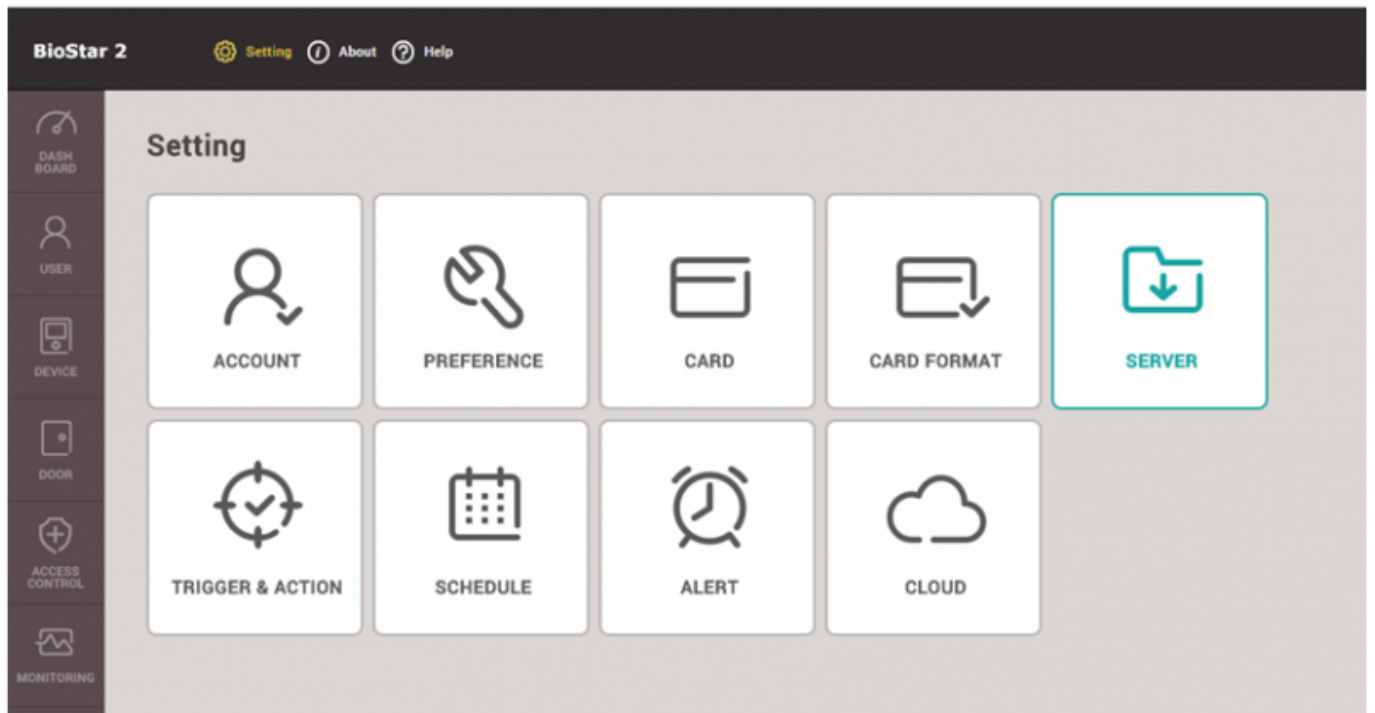 BioStar 2
Setting
About
Help
DASH
BOARD
USER
DEVICE
DOOR
ACCESS
CONTROL
MONITORING
Setting
ACCOUNT
PREFERENCE
CARD
CARD FORMAT
SERVER
TRIGGER & ACTION
SCHEDULE
ALERT
CLOUD